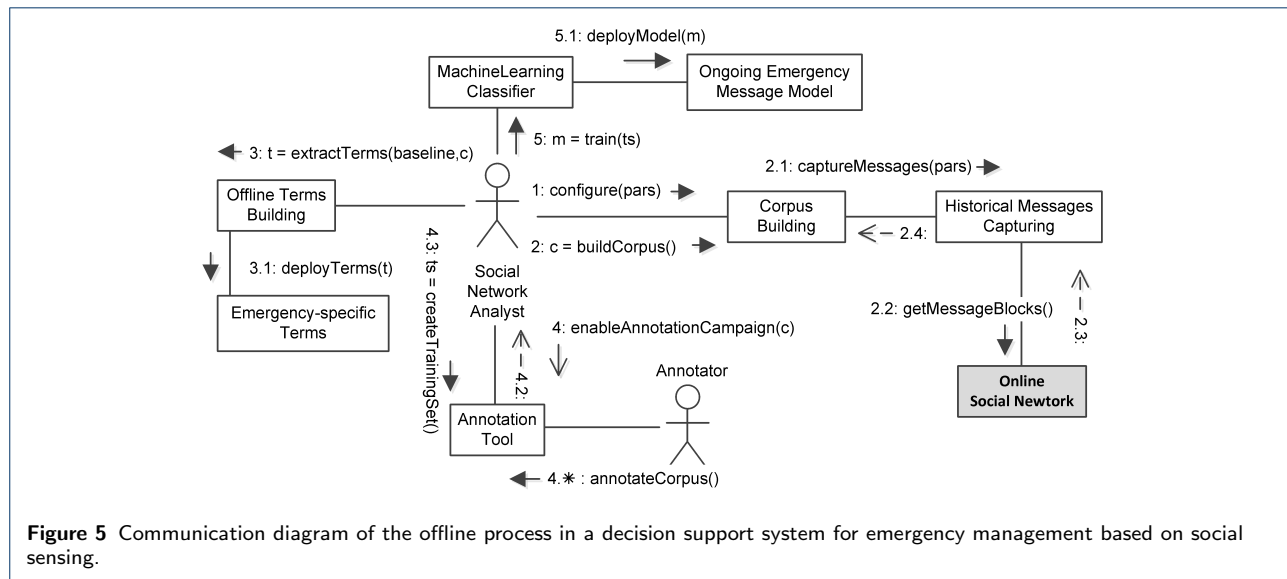 5.1: deployModel(m)
MachineLearning
Classifier
Ongoing Emergency
Message Model
5: m = train(ts)
3: t = extractTerms(baseline,c)
2.1: captureMessages(pars)
Offline Terms
Building
1: configure(pars)
Corpus
Building
Historical Messages
Capturing
2.4:
2: c = buildCorpus()
4.3: ts = createTrainingSet()
3.1: deployTerms(t)
Social
Network
Analyst
Emergency-specific
Terms
2.2: getMessageBlocks()
2.3:
4: enableAnnotationCampaign(c)
4.2:
Annotator
Online
Social Newtork
Annotation
Tool
4.* : annotateCorpus()
Figure 5 Communication diagram of the offline process in a decision support system for emergency management based on social
sensing.